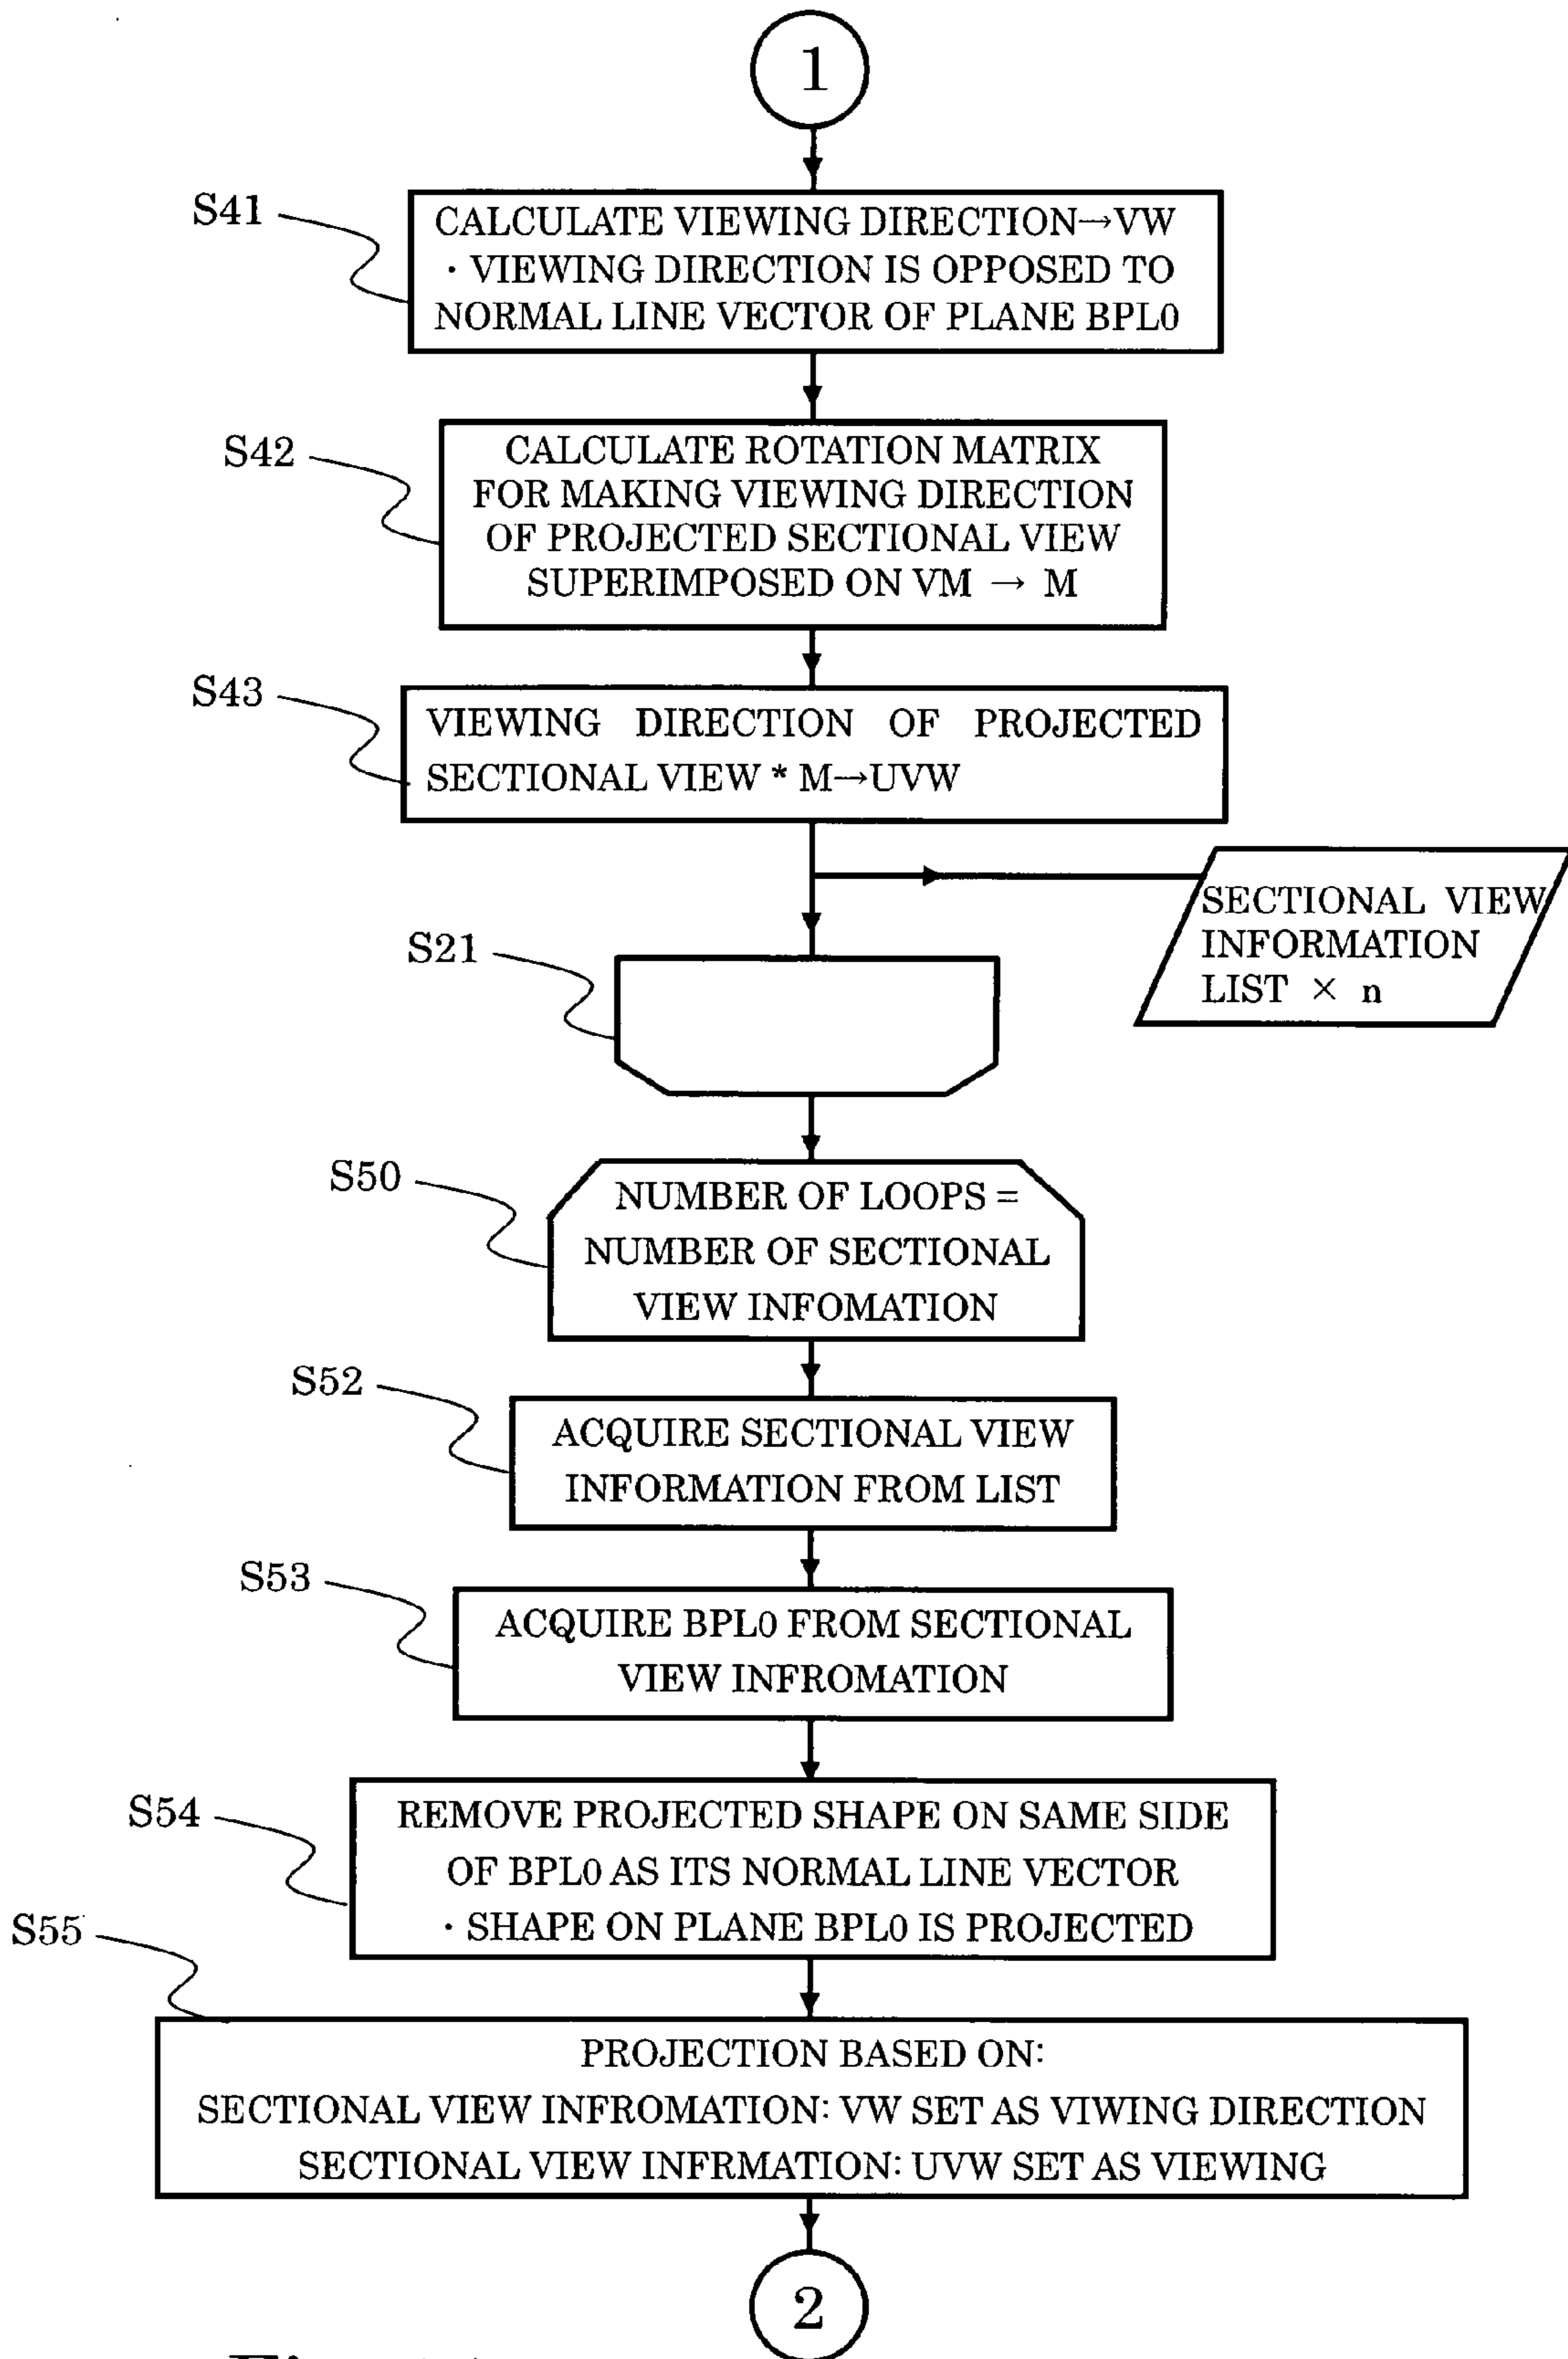 1
S41
CALCULATE VIEWING DIRECTION→VW
· VIEWING DIRECTION IS OPPOSED TO
NORMAL LINE VECTOR OF PLANE BPL0
S42
CALCULATE ROTATION MATRIX
FOR MAKING VIEWING DIRECTION
OF PROJECTED SECTIONAL VIEW
SUPERIMPOSED ON VM → M
S43
VIEWING DIRECTION OF PROJECTED
SECTIONAL VIEW * M→UVW
SECTIONAL VIEW
INFORMATION
LIST × n
S21
S50
NUMBER OF LOOPS =
NUMBER OF SECTIONAL
VIEW INFOMATION
S52
ACQUIRE SECTIONAL VIEW
INFORMATION FROM LIST
S53
ACQUIRE BPL0 FROM SECTIONAL
VIEW INFROMATION
S54
REMOVE PROJECTED SHAPE ON SAME SIDE
OF BPL0 AS ITS NORMAL LINE VECTOR
· SHAPE ON PLANE BPL0 IS PROJECTED
S55
PROJECTION BASED ON:
SECTIONAL VIEW INFROMATION: VW SET AS VIWING DIRECTION
SECTIONAL VIEW INFRMATION: UVW SET AS VIEWING
2